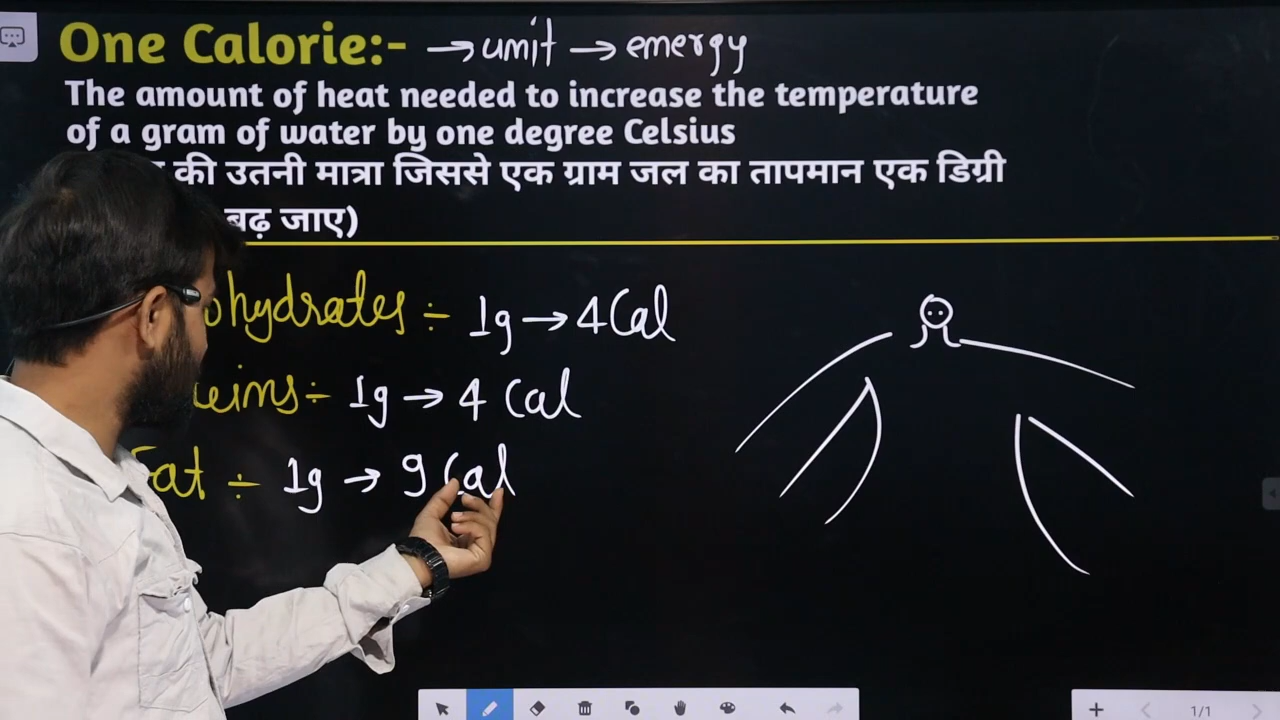 One Calorie:- → unit → energy
The amount of heat needed to increase the temperature
of a gram of water by one degree Celsius
की उतनी मात्रा जिससे एक ग्राम जल का तापमान एक डिग्री
बढ़ जाए)
ohydrates ÷ 1g → 4 Cal
eins ÷ 1g → 4 Cal
Fat ÷ 1g → 9 Cal
1/1